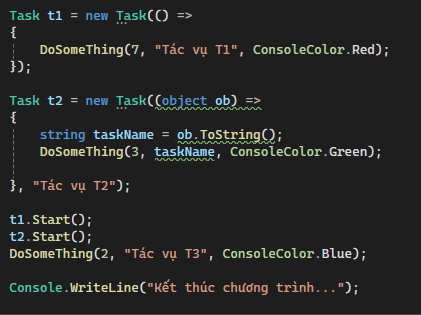 Task t1 = new Task(() =>
{
    DoSomeThing(7, "Tác vụ T1", ConsoleColor.Red);
});

Task t2 = new Task((object ob) =>
{
    string taskName = ob.ToString();
    DoSomeThing(3, taskName, ConsoleColor.Green);

}, "Tác vụ T2");

t1.Start();
t2.Start();
DoSomeThing(2, "Tác vụ T3", ConsoleColor.Blue);

Console.WriteLine("Kết thúc chương trình...");